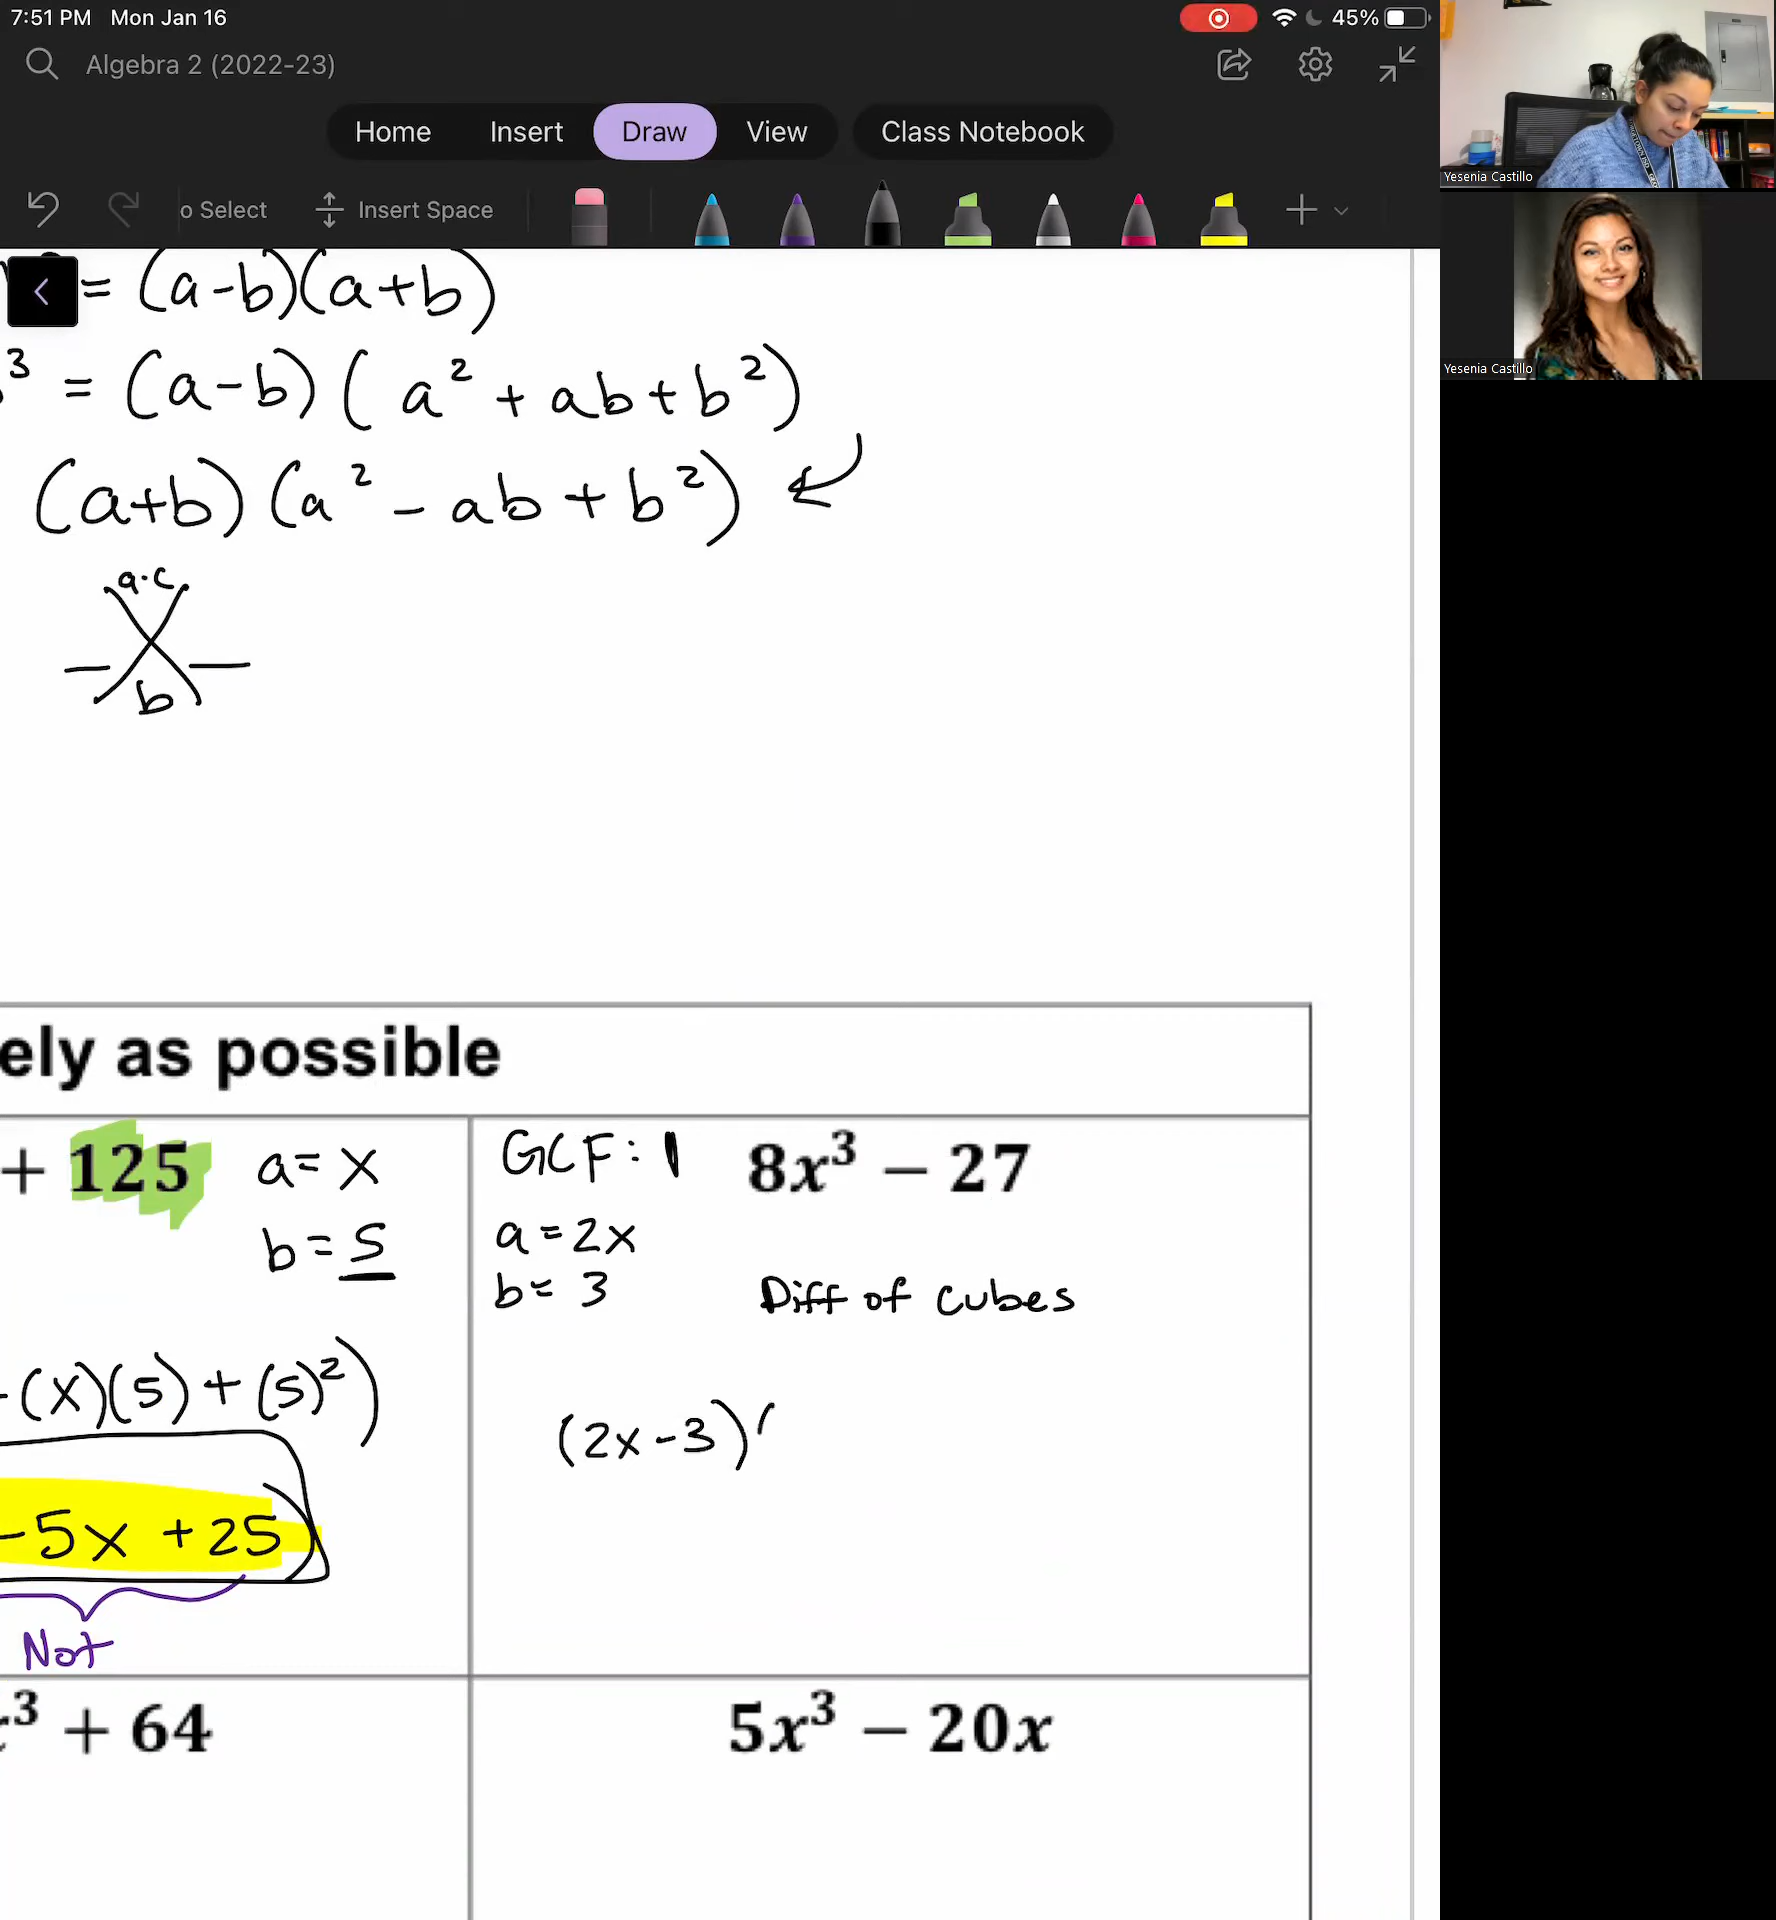 7:51 PM Mon Jan 16
45%
Algebra 2 (2022-23)
Home Insert Draw View Class Notebook
o Select Insert Space
Yesenia Castillo
Yesenia Castillo
= (a-b)(a+b)
³ = (a-b)(a² + ab + b²)
(a+b)(a² - ab + b²)
a·c
b
ely as possible
+ 125 a = x
b = 5
-(x)(5) + (5)²)
-5x + 25)
Not
GCF: 1 8x³ − 27
a = 2x
b = 3 Diff of cubes
(2x-3)(
x³ + 64
5x³ − 20x